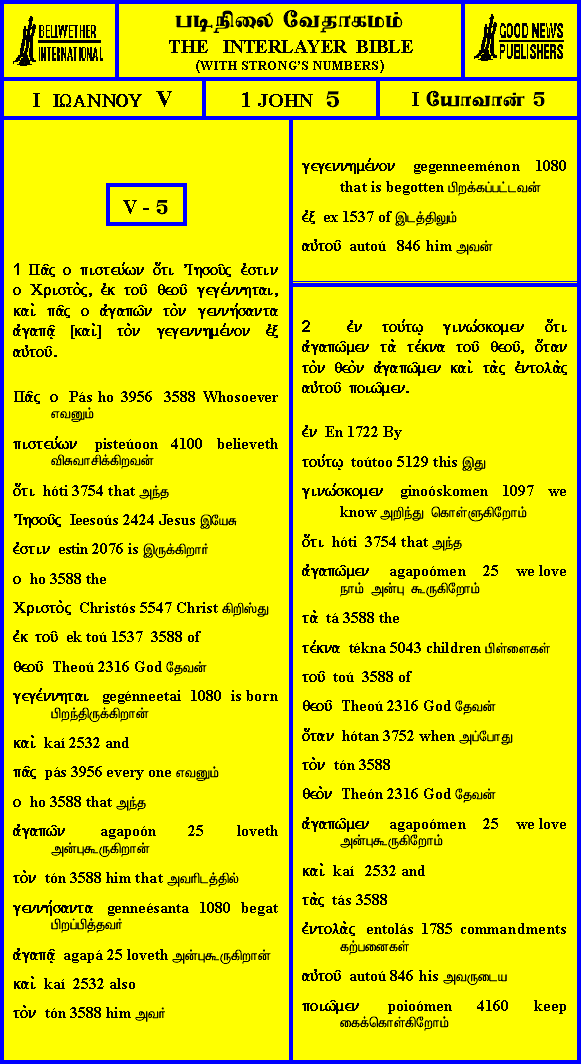 BELLWETHER
INTERNATIONAL
படிநிலை வேதாகமம்
THE INTERLAYER BIBLE
(WITH STRONG'S NUMBERS)
GOOD NEWS
PUBLISHERS
I ΙΩΑΝΝΟΥ V
1 JOHN 5
I யோவான் 5
V - 5
1 Πᾶς ο πιστεύων ὅτι Ἰησοῦς ἐστιν
ο Χριστὸς, ἐκ τοῦ θεοῦ γεγέννηται,
καὶ πᾶς ο ἀγαπῶν τὸν γεννήσαντα
ἀγαπᾷ [καὶ] τὸν γεγεννημένον ἐξ
αὐτοῦ.
Πᾶς ο Pás ho 3956 3588 Whosoever
எவனும்
πιστεύων pisteúoon 4100 believeth
விசுவாசிக்கிறவன்
ὅτι hóti 3754 that அந்த
Ἰησοῦς Ieesoús 2424 Jesus இயேசு
ἐστιν estin 2076 is இருக்கிறார்
ο ho 3588 the
Χριστὸς Christós 5547 Christ கிறிஸ்து
ἐκ τοῦ ek toú 1537 3588 of
θεοῦ Theoú 2316 God தேவன்
γεγέννηται gegénneetai 1080 is born
பிறந்திருக்கிறான்
καὶ kaí 2532 and
πᾶς pás 3956 every one எவனும்
ο ho 3588 that அந்த
ἀγαπῶν agapoón 25 loveth
அன்புகூருகிறான்
τὸν tón 3588 him that அவரிடத்தில்
γεννήσαντα genneésanta 1080 begat
பிறப்பித்தவர்
ἀγαπᾷ agapá 25 loveth அன்புகூருகிறான்
καὶ kaí 2532 also
τὸν tón 3588 him அவர்
γεγεννημένον gegenneeménon 1080
that is begotten பிறக்கப்பட்டவன்
ἐξ ex 1537 of இடத்திலும்
αὐτοῦ autoú 846 him அவன்
2 ἐν τούτῳ γινώσκομεν ὅτι
ἀγαπῶμεν τὰ τέκνα τοῦ θεοῦ, ὅταν
τὸν θεὸν ἀγαπῶμεν καὶ τὰς ἐντολὰς
αὐτοῦ ποιῶμεν.
ἐν En 1722 By
τούτῳ toútoo 5129 this இது
γινώσκομεν ginoóskomen 1097 we
know அறிந்து கொள்ளுகிறோம்
ὅτι hóti 3754 that அந்த
ἀγαπῶμεν agapoómen 25 we love
நாம் அன்பு கூருகிறோம்
τὰ tá 3588 the
τέκνα tékna 5043 children பிள்ளைகள்
τοῦ toú 3588 of
θεοῦ Theoú 2316 God தேவன்
ὅταν hótan 3752 when அப்போது
τὸν tón 3588
θεὸν Theón 2316 God தேவன்
ἀγαπῶμεν agapoómen 25 we love
அன்புகூருகிறோம்
καὶ kaí 2532 and
τὰς tás 3588
ἐντολὰς entolás 1785 commandments
கற்பனைகள்
αὐτοῦ autoú 846 his அவருடைய
ποιῶμεν poioómen 4160 keep
கைக்கொள்கிறோம்